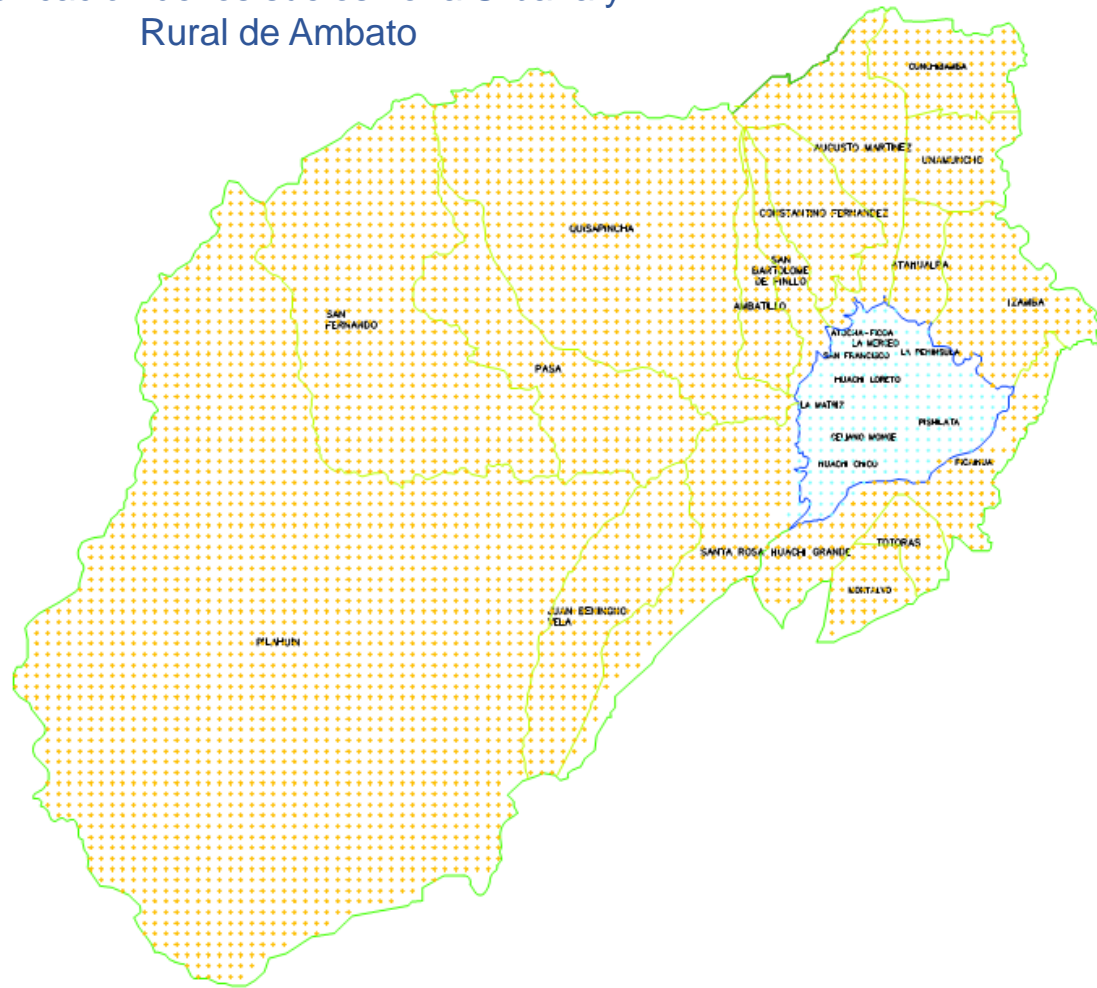 Rural de Ambato
CUNCHIBAMBA
AUGUSTO MARTINEZ
UNAMUNCHO
CONSTANTINO FERNANDEZ
QUISAPINCHA
SAN
BARTOLOME
DE PINLLO
ATAHUALPA
AMBATILLO
IZAMBA
SAN
FERNANDO
ATOCHA-FICOA
LA MERCED
SAN FRANCISCO
LA PENINSULA
PASA
HUACHI LORETO
LA MATRIZ
PISHILATA
CELIANO MONGE
HUACHI CHICO
PICAIHUA
SANTA ROSA
HUACHI GRANDE
TOTORAS
MONTALVO
JUAN BENINGNO
VELA
PILAHUIN